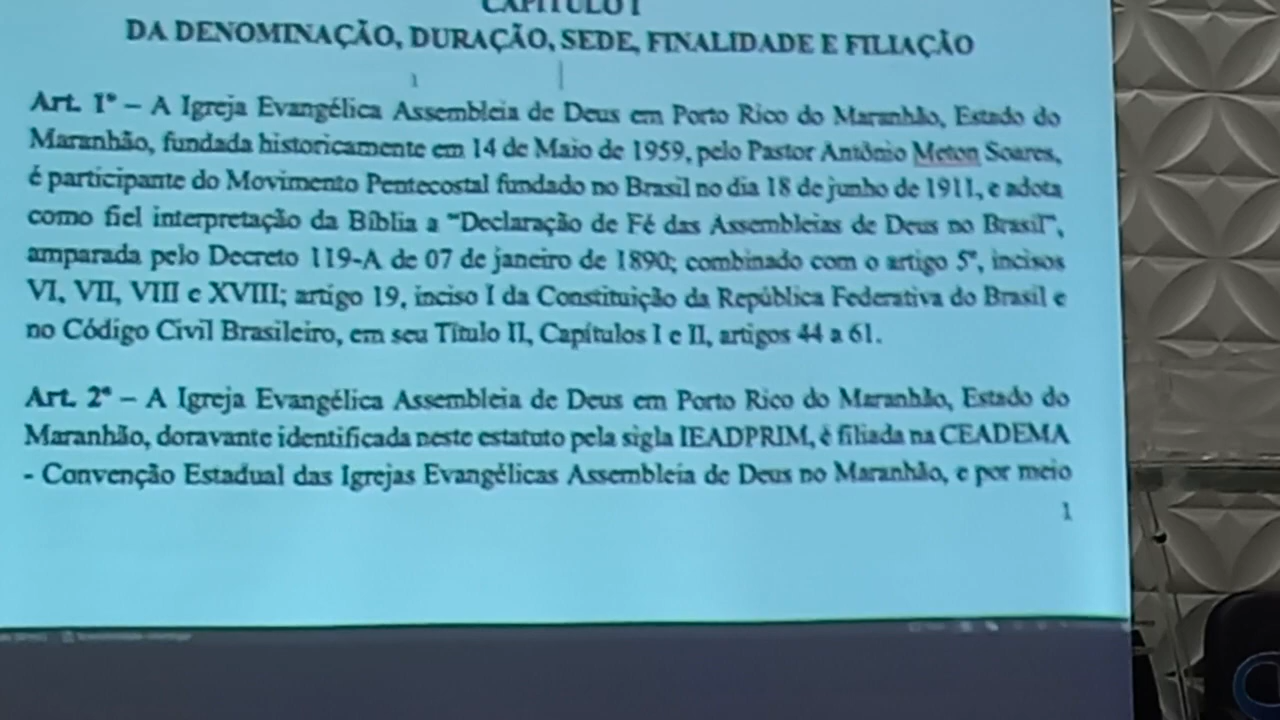 CAPÍTULO I
DA DENOMINAÇÃO, DURAÇÃO, SEDE, FINALIDADE E FILIAÇÃO
Art. 1º – A Igreja Evangélica Assembleia de Deus em Porto Rico do Maranhão, Estado do
Maranhão, fundada historicamente em 14 de Maio de 1959, pelo Pastor Antônio Meton Soares,
é participante do Movimento Pentecostal fundado no Brasil no dia 18 de junho de 1911, e adota
como fiel interpretação da Bíblia a “Declaração de Fé das Assembleias de Deus no Brasil”,
amparada pelo Decreto 119-A de 07 de janeiro de 1890; combinado com o artigo 5º, incisos
VI, VII, VIII e XVIII; artigo 19, inciso I da Constituição da República Federativa do Brasil e
no Código Civil Brasileiro, em seu Título II, Capítulos I e II, artigos 44 a 61.
Art. 2º – A Igreja Evangélica Assembleia de Deus em Porto Rico do Maranhão, Estado do
Maranhão, doravante identificada neste estatuto pela sigla IEADPRIM, é filiada na CEADEMA
- Convenção Estadual das Igrejas Evangélicas Assembleia de Deus no Maranhão, e por meio
1